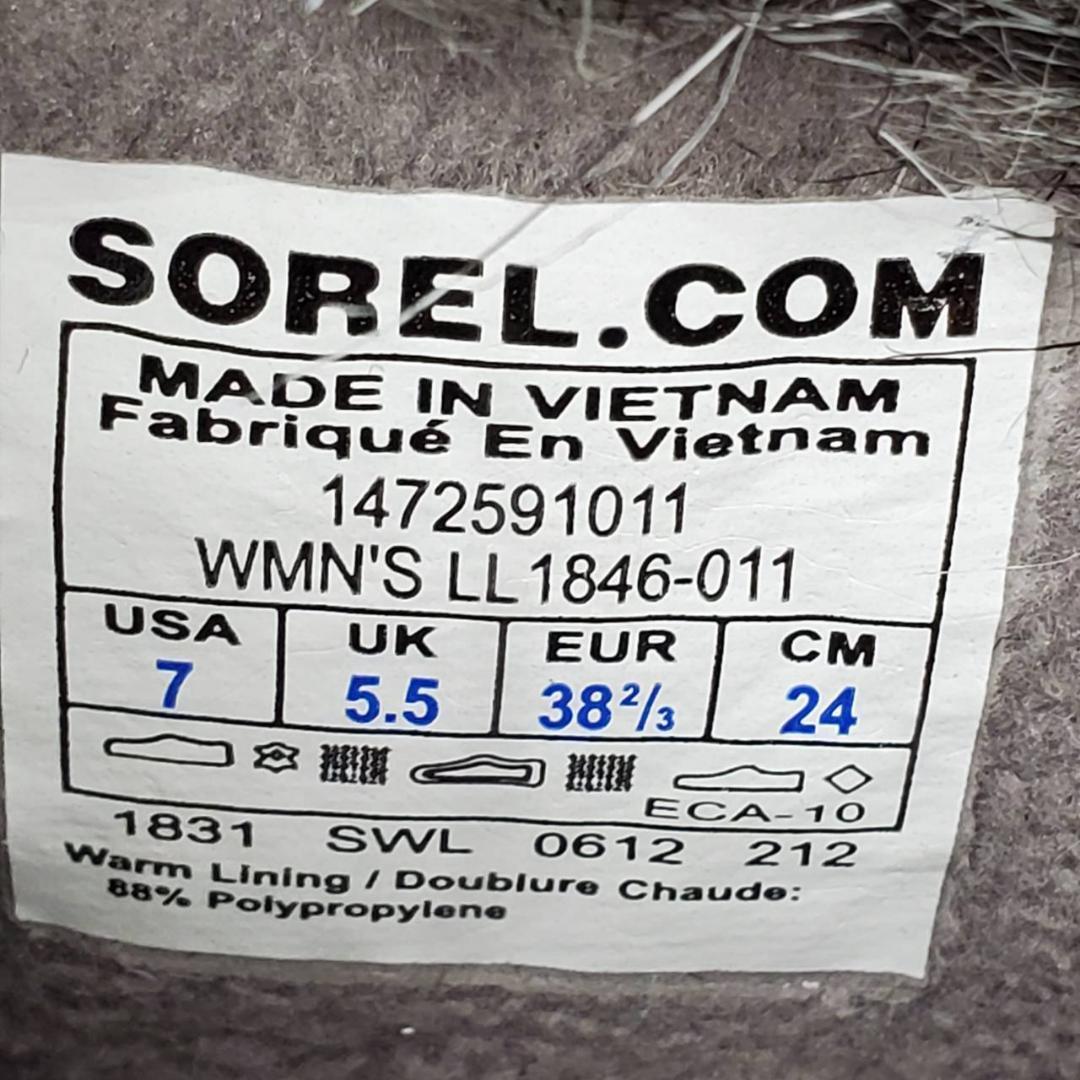 SOREL.COM
MADE IN VIETNAM
Fabriqué En Vietnam
1472591011
WMN'S LL1846-011
USA UK EUR CM
7 5.5 38²/₃ 24
ECA-10
1831 SWL 0612 212
Warm Lining / Doublure Chaude:
88% Polypropylene